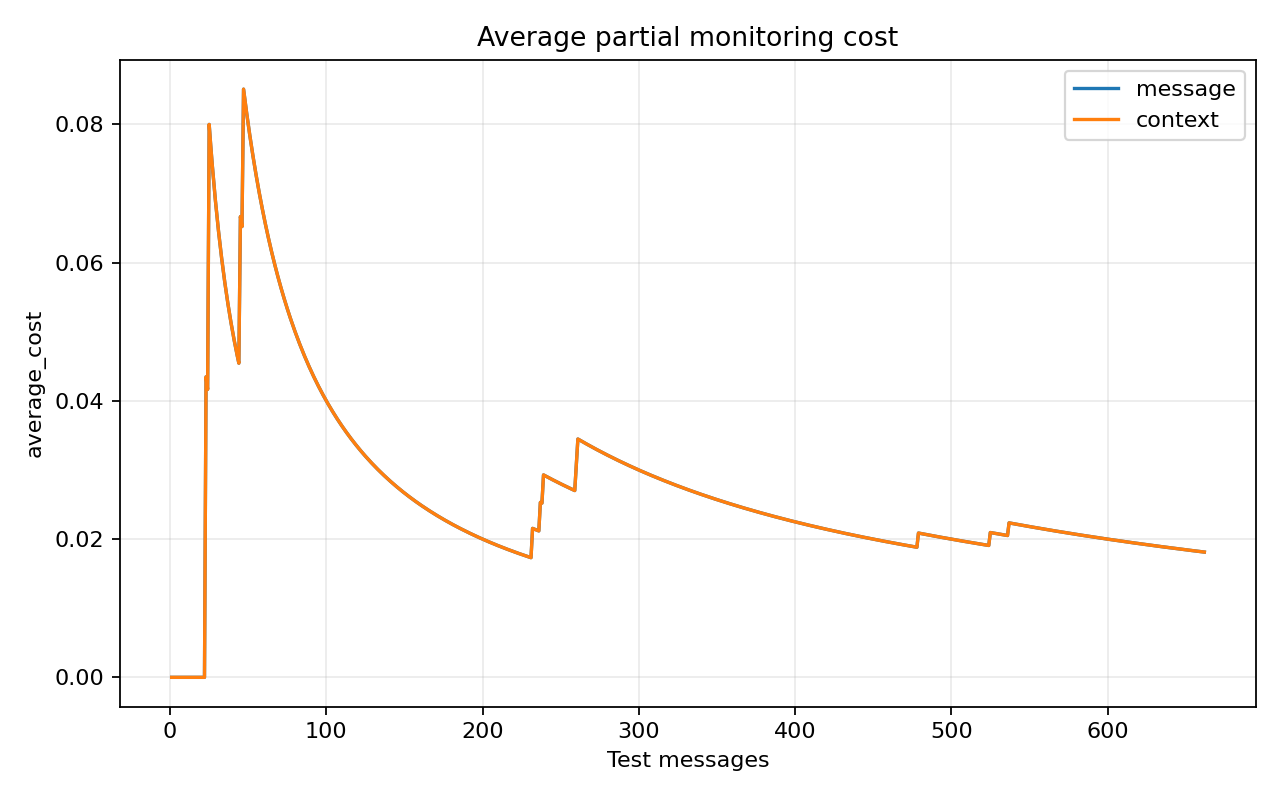 Average partial monitoring cost
message
context
average_cost
0.08
0.06
0.04
0.02
0.00
0 100 200 300 400 500 600
Test messages